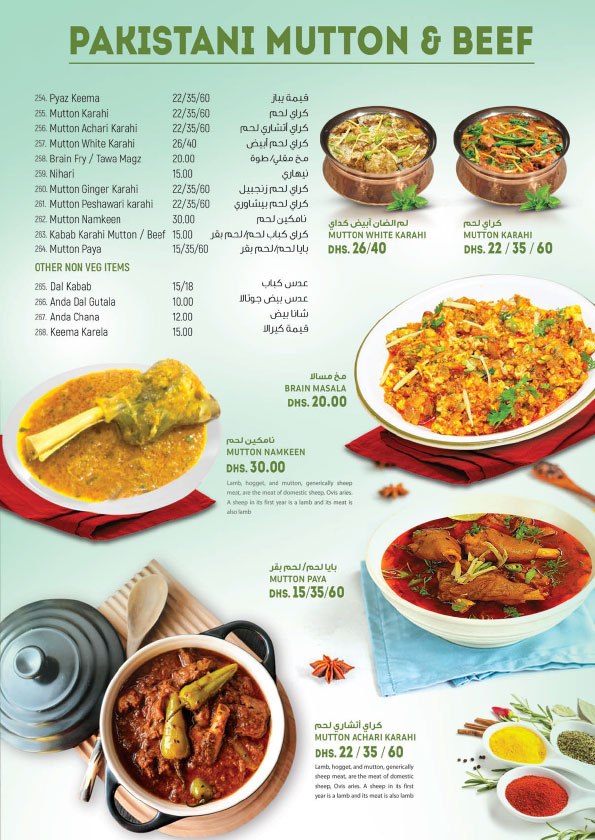 PAKISTANI MUTTON & BEEF
254. Pyaz Keema 22/35/60 قيمة بياز
255. Mutton Karahi 22/35/60 كراي لحم
256. Mutton Achari Karahi 22/35/60 كراي أتشاري لحم
257. Mutton White Karahi 26/40 كراي لحم أبيض
258. Brain Fry / Tawa Magz 20.00 مخ مقلي/طوة
259. Nihari 15.00 نيهاري
260. Mutton Ginger Karahi 22/35/60 كراي لحم زنجبيل
261. Mutton Peshawari karahi 22/35/60 كراي لحم بيشاوري
262. Mutton Namkeen 30.00 نامكين لحم
263. Kabab Karahi Mutton / Beef 15.00 كراي كباب لحم/لحم بقر
264. Mutton Paya 15/35/60 بايا لحم/لحم بقر
OTHER NON VEG ITEMS
265. Dal Kabab 15/18 عدس كباب
266. Anda Dal Gutala 10.00 عدس بيض جوتالا
267. Anda Chana 12.00 شانا بيض
268. Keema Karela 15.00 قيمة كيرالا
لم الضان أبيض كداي
MUTTON WHITE KARAHI
DHS. 26/40
كراي لحم
MUTTON KARAHI
DHS. 22 / 35 / 60
مخ مسالا
BRAIN MASALA
DHS. 20.00
نامكين لحم
MUTTON NAMKEEN
DHS. 30.00
Lamb, hogget, and mutton, generically sheep
meat, are the meat of domestic sheep, Ovis aries.
A sheep in its first year is a lamb and its meat is
also lamb
بايا لحم/ لحم بقر
MUTTON PAYA
DHS. 15/35/60
كراي أتشاري لحم
MUTTON ACHARI KARAHI
DHS. 22 / 35 / 60
Lamb, hogget, and mutton, generically
sheep meat, are the meat of domestic
sheep, Ovis aries. A sheep in its first
year is a lamb and its meat is also lamb